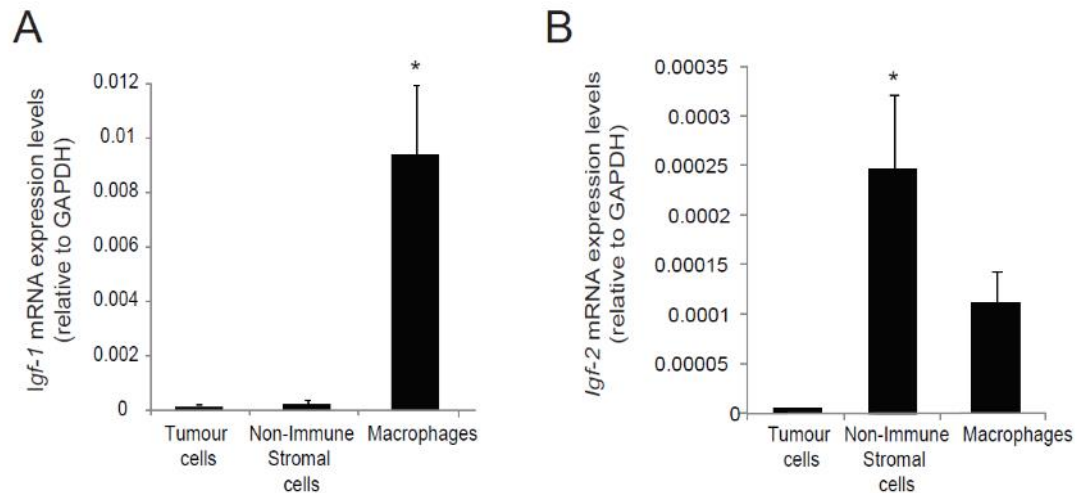 A
Igf-1 mRNA expression levels
(relative to GAPDH)
0.012
0.01
0.008
0.006
0.004
0.002
0
*
Tumour
cells
Non-Immune
Stromal
cells
Macrophages
B
Igf-2 mRNA expression levels
(relative to GAPDH)
0.00035
0.0003
0.00025
0.0002
0.00015
0.0001
0.00005
0
*
Tumour
cells
Non-Immune
Stromal
cells
Macrophages